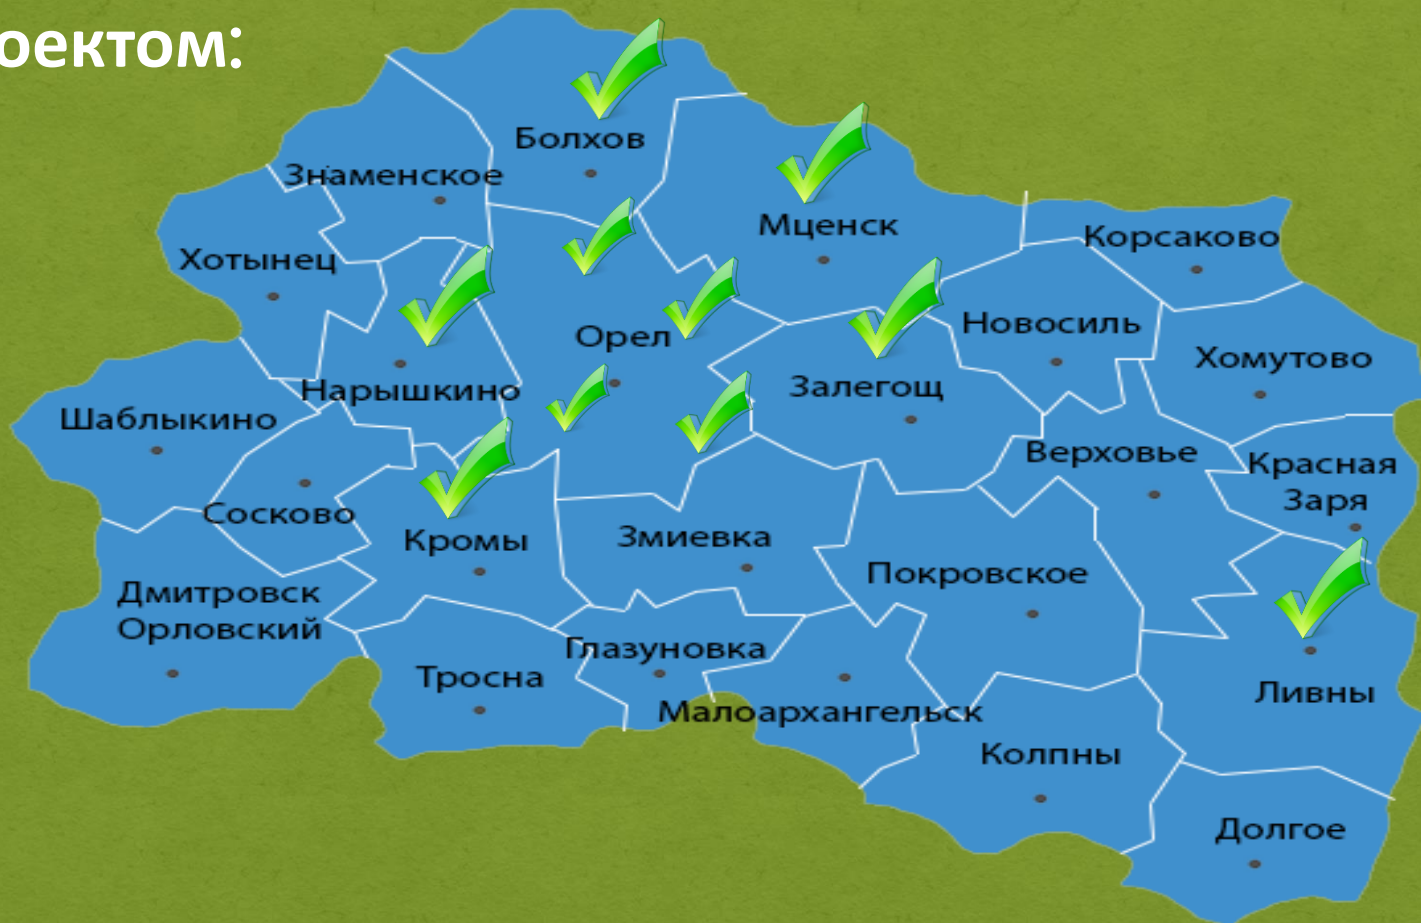 оектом:
Болхов
Знаменское
Мценск
Корсаково
Хотынец
Новосиль
Орел
Хомутово
Нарышкино
Залегощ
Шаблыкино
Верховье
Красная
Заря
Сосково
Кромы
Змиевка
Покровское
Дмитровск
Орловский
Глазуновка
Тросна
Ливны
Малоархангельск
Колпны
Долгое